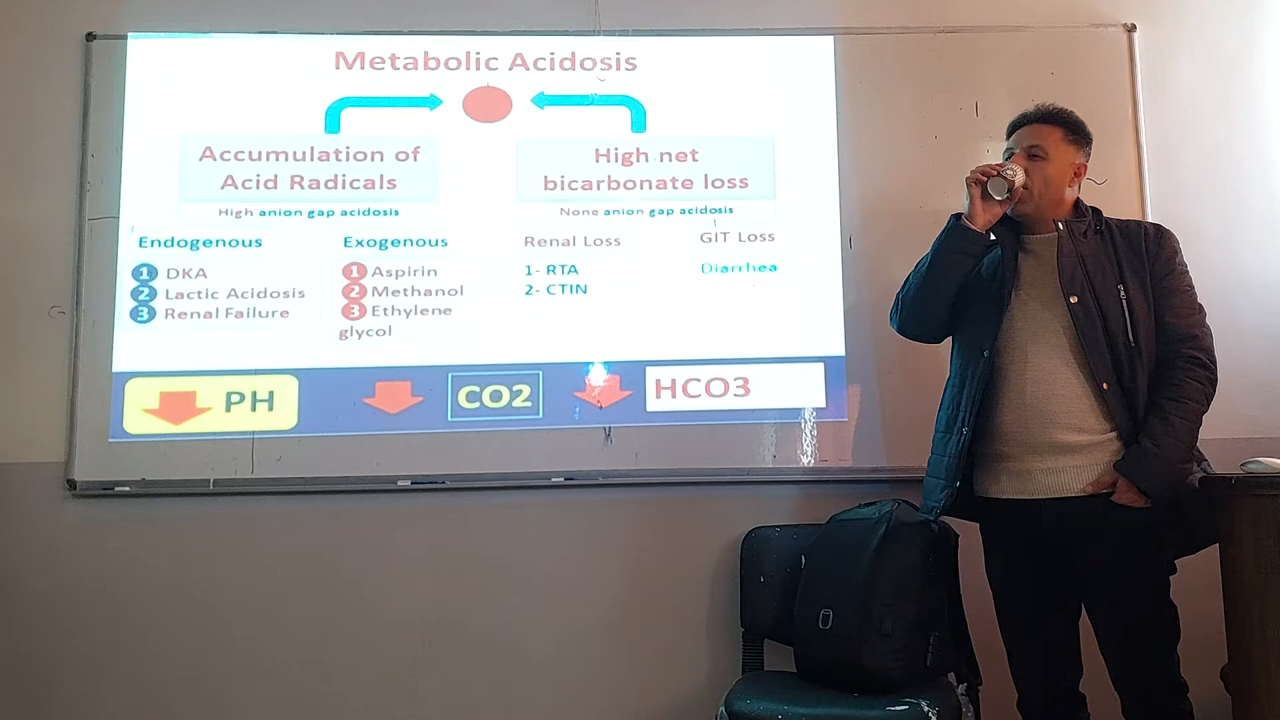 Metabolic Acidosis
Accumulation of
Acid Radicals
High anion gap acidosis
High net
bicarbonate loss
None anion gap acidosis
Endogenous
1 DKA
2 Lactic Acidosis
3 Renal Failure
Exogenous
1 Aspirin
2 Methanol
3 Ethylene
glycol
Renal Loss
1- RTA
2- CTIN
GIT Loss
Diarrhea
PH
CO2
HCO3